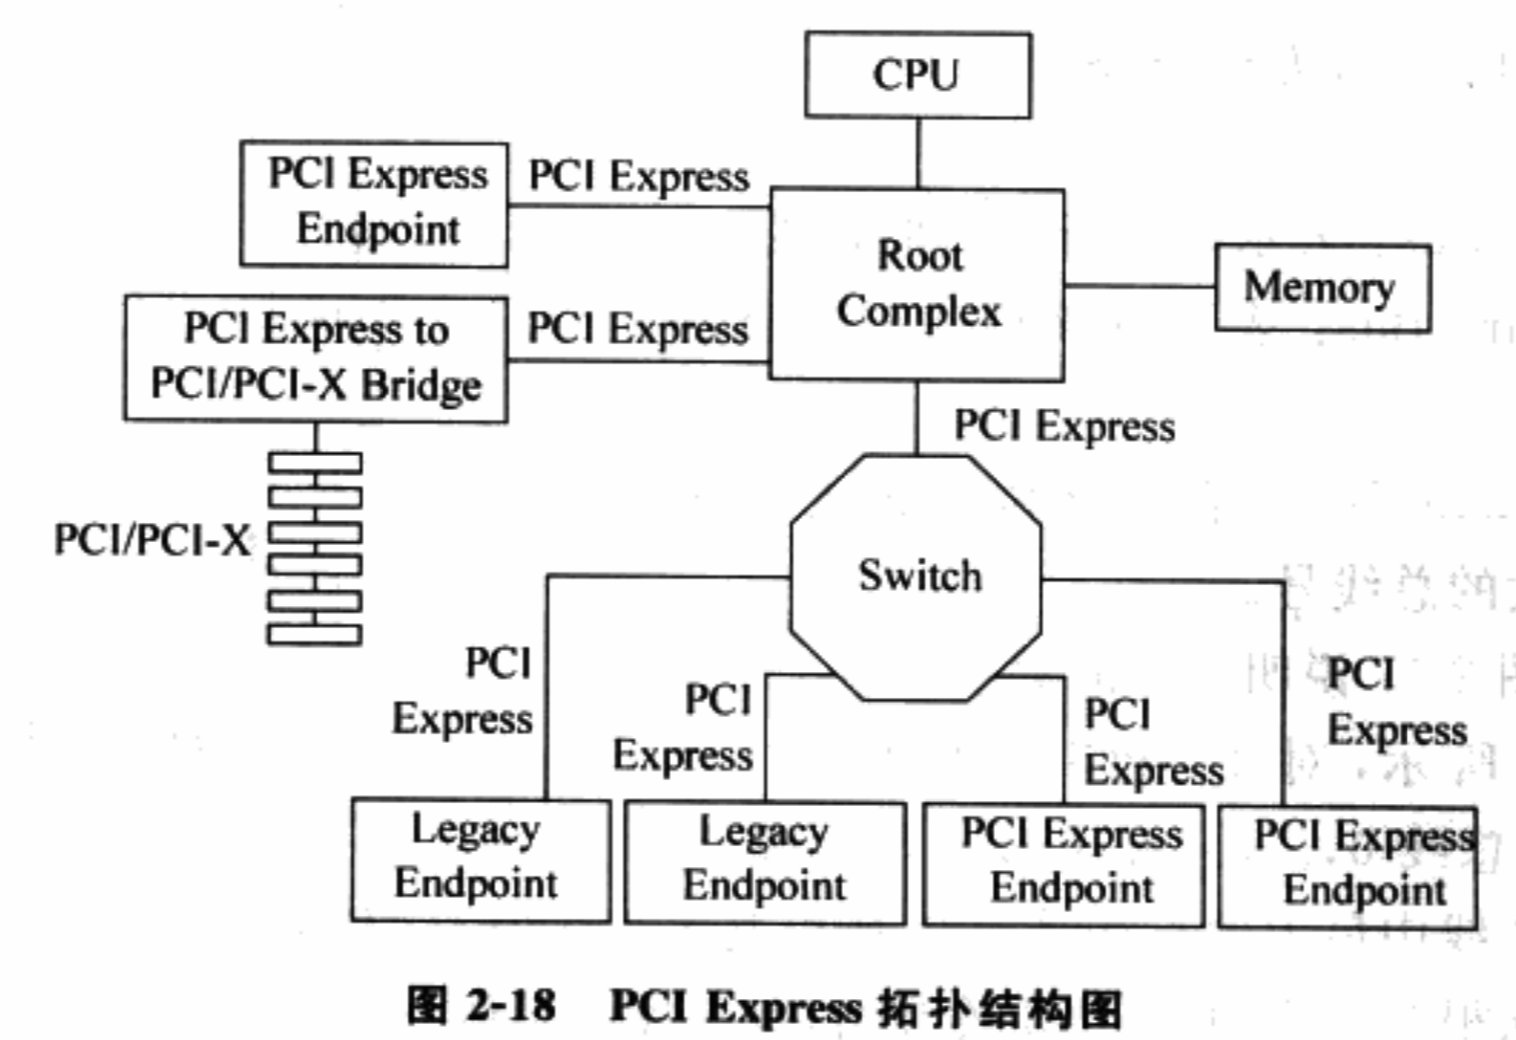 CPU
PCI Express
Endpoint
PCI Express
Root
Complex
Memory
PCI Express to
PCI/PCI-X Bridge
PCI Express
PCI Express
PCI/PCI-X
Switch
PCI
Express
PCI
Express
PCI
Express
PCI
Express
Legacy
Endpoint
Legacy
Endpoint
PCI Express
Endpoint
PCI Express
Endpoint
图 2-18 PCI Express 拓扑结构图